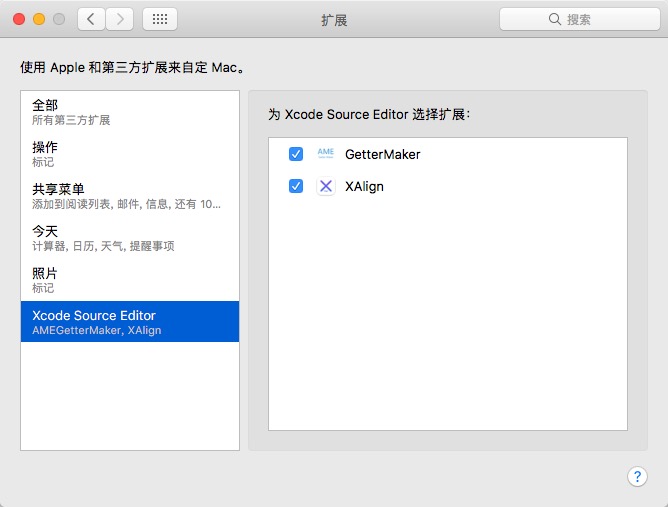 扩展
搜索
使用 Apple 和第三方扩展来自定 Mac。
全部
所有第三方扩展
操作
标记
共享菜单
添加到阅读列表, 邮件, 信息, 还有 10...
今天
计算器, 日历, 天气, 提醒事项
照片
标记
Xcode Source Editor
AMEGetterMaker, XAlign
为 Xcode Source Editor 选择扩展：
AME
GetterMaker
XAlign
?